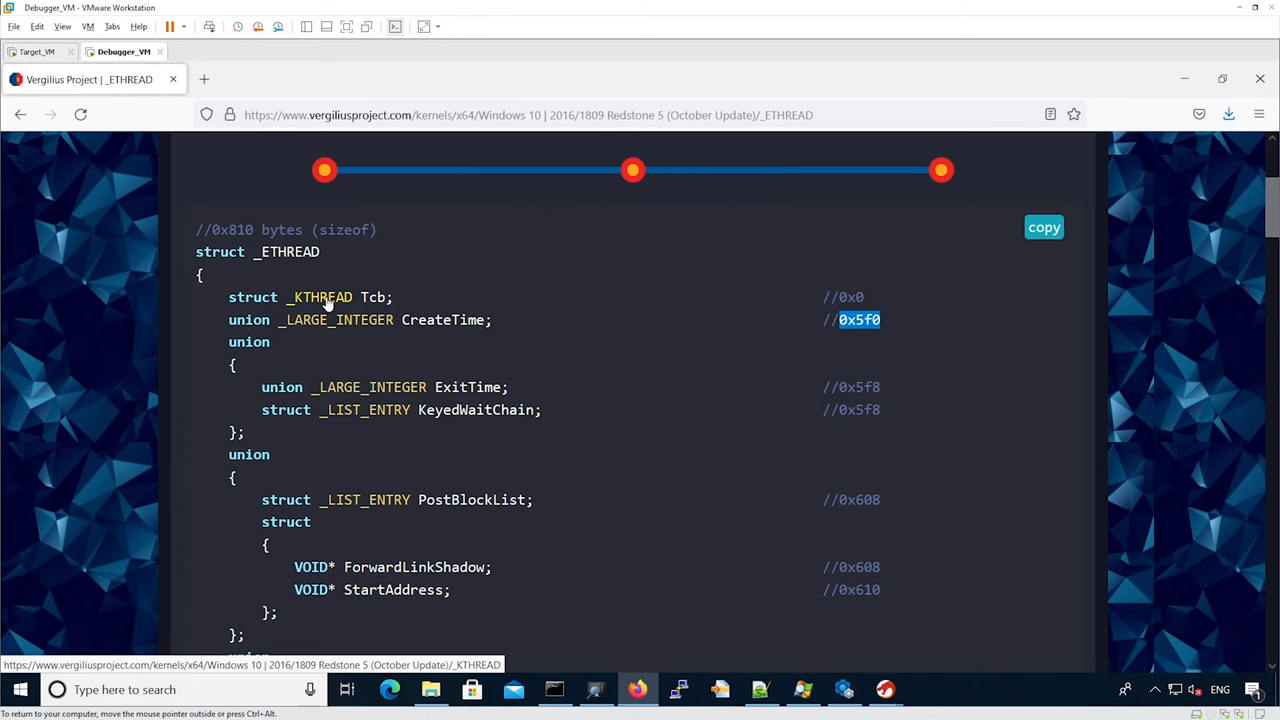 Debugger_VM - VMware Workstation
File Edit View VM Tabs Help
Target_VM Debugger_VM
Vergilius Project | _ETHREAD
https://www.vergiliusproject.com/kernels/x64/Windows 10 | 2016/1809 Redstone 5 (October Update)/_ETHREAD
//0x810 bytes (sizeof)
copy
struct _ETHREAD
{
struct _KTHREAD Tcb; //0x0
union _LARGE_INTEGER CreateTime; //0x5f0
union
{
union _LARGE_INTEGER ExitTime; //0x5f8
struct _LIST_ENTRY KeyedWaitChain; //0x5f8
};
union
{
struct _LIST_ENTRY PostBlockList; //0x608
struct
{
VOID* ForwardLinkShadow; //0x608
VOID* StartAddress; //0x610
};
};
union
https://www.vergiliusproject.com/kernels/x64/Windows 10 | 2016/1809 Redstone 5 (October Update)/_KTHREAD
Type here to search
ENG
1
To return to your computer, move the mouse pointer outside or press Ctrl+Alt.